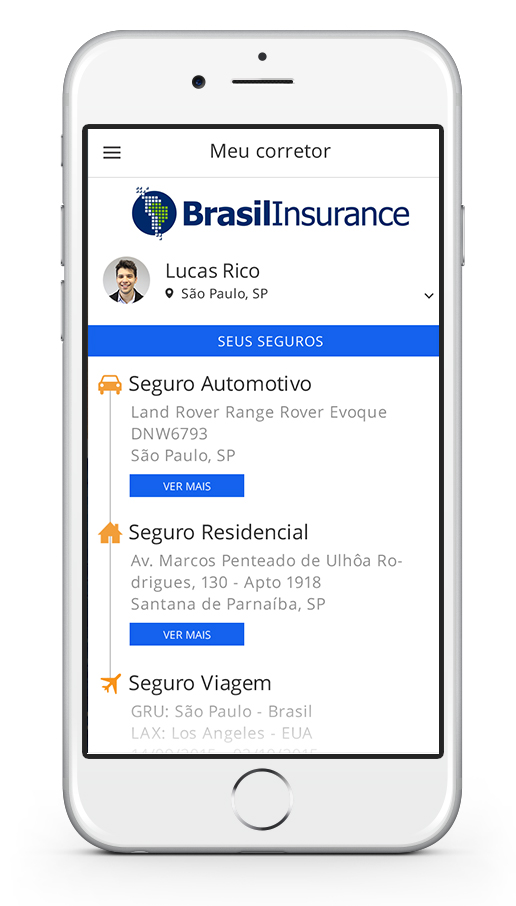 Meu corretor
BrasilInsurance
Lucas Rico
São Paulo, SP
SEUS SEGUROS
Seguro Automotivo
Land Rover Range Rover Evoque
DNW6793
São Paulo, SP
VER MAIS
Seguro Residencial
Av. Marcos Penteado de Ulhôa Ro-
drigues, 130 - Apto 1918
Santana de Parnaíba, SP
VER MAIS
Seguro Viagem
GRU: São Paulo - Brasil
LAX: Los Angeles - EUA